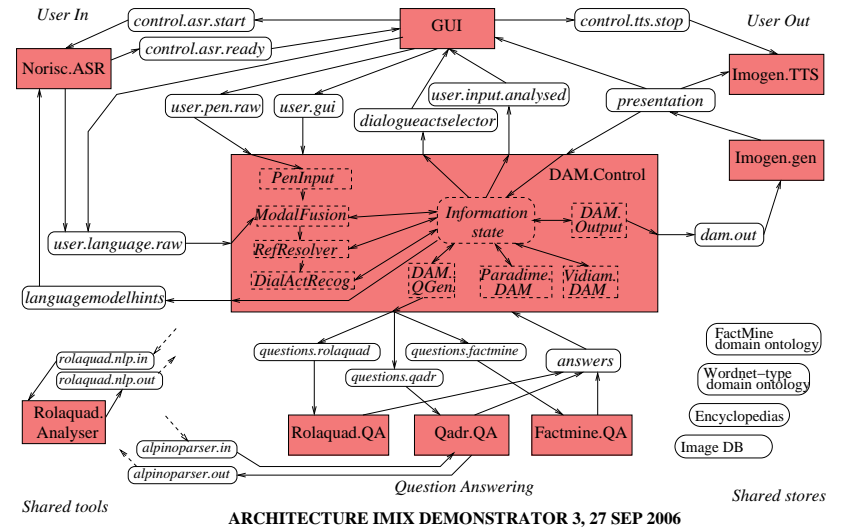 User In
control.asr.start
GUI
control.tts.stop
User Out
control.asr.ready
Norisc.ASR
Imogen.TTS
user.pen.raw
user.gui
user.input.analysed
dialogueactselector
presentation
Imogen.gen
DAM.Control
PenInput
ModalFusion
Information
state
DAM.
Output
user.language.raw
dam.out
RefResolver
DialActRecog
DAM.
QGen
Paradime.
DAM
Vidiam.
DAM
languagemodelhints
rolaquad.nlp.in
rolaquad.nlp.out
questions.rolaquad
questions.factmine
questions.qadr
answers
FactMine
domain ontology
Wordnet-type
domain ontology
Encyclopedias
Image DB
Rolaquad.
Analyser
Rolaquad.QA
Qadr.QA
Factmine.QA
alpinoparser.in
alpinoparser.out
Question Answering
Shared tools
Shared stores
ARCHITECTURE IMIX DEMONSTRATOR 3, 27 SEP 2006